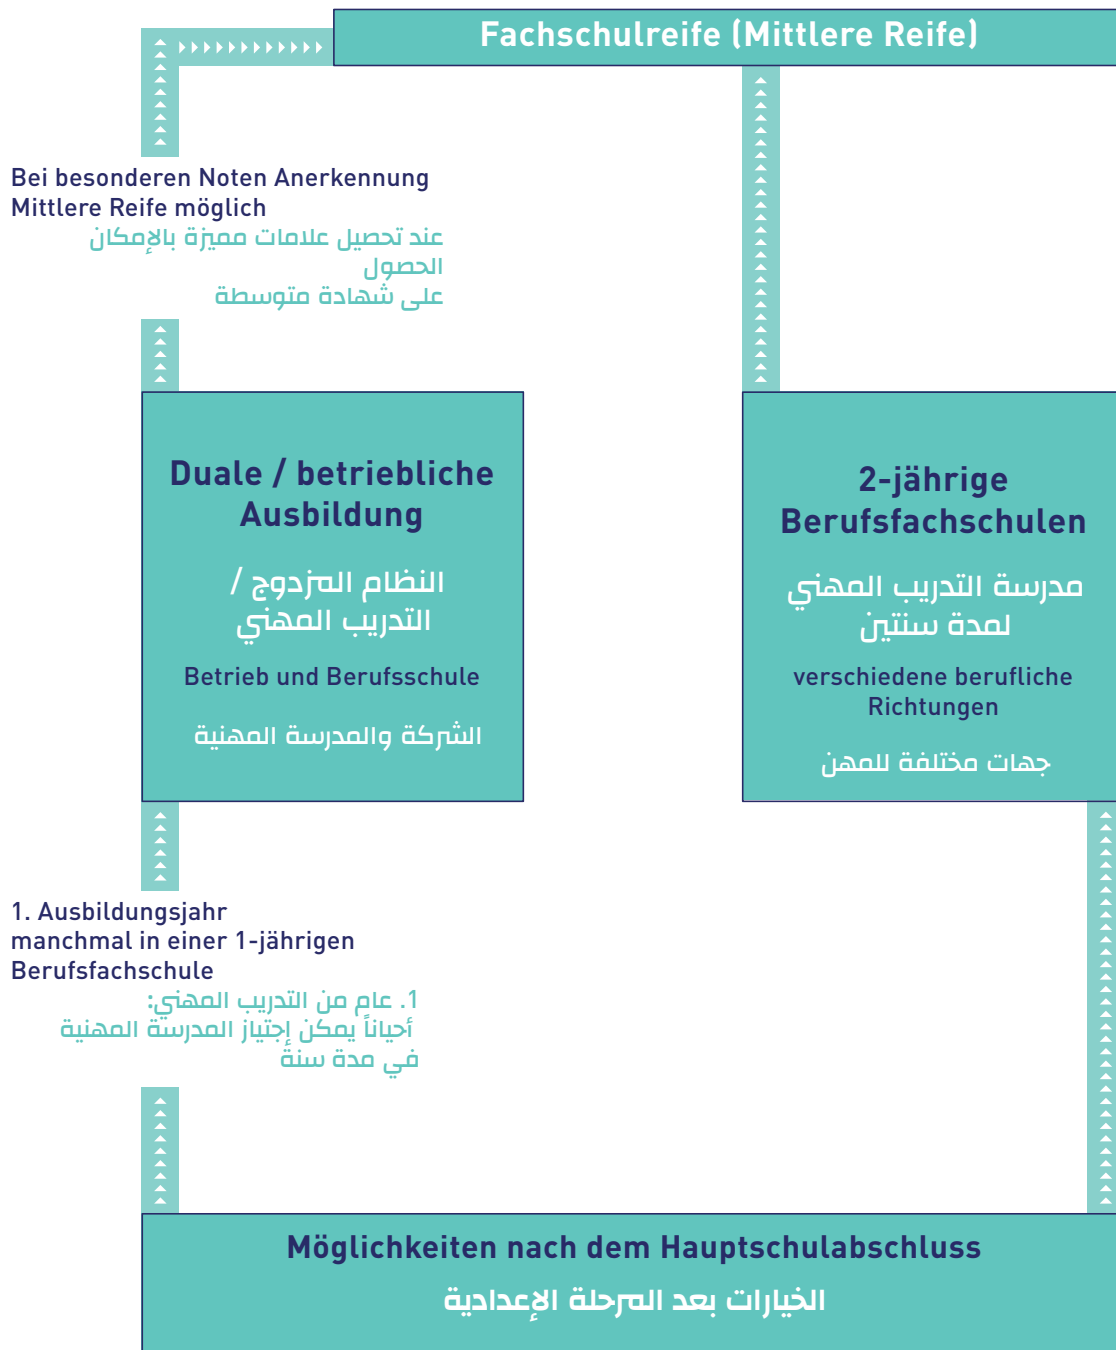 Fachschulreife (Mittlere Reife)
Bei besonderen Noten Anerkennung
Mittlere Reife möglich
عند تحصيل علامات مميزة بالإمكان
الحصول
على شهادة متوسطة
Duale / betriebliche
Ausbildung
النظام المزدوج /
التدريب المهني
Betrieb und Berufsschule
الشركة والمدرسة المهنية
2-jährige
Berufsfachschulen
مدرسة التدريب المهني
لمدة سنتين
verschiedene berufliche
Richtungen
جهات مختلفة للمهن
1. Ausbildungsjahr
manchmal in einer 1-jährigen
Berufsfachschule
1. عام من التدريب المهني:
أحياناً يمكن إجتياز المدرسة المهنية
في مدة سنة
Möglichkeiten nach dem Hauptschulabschluss
الخيارات بعد المرحلة الإعدادية